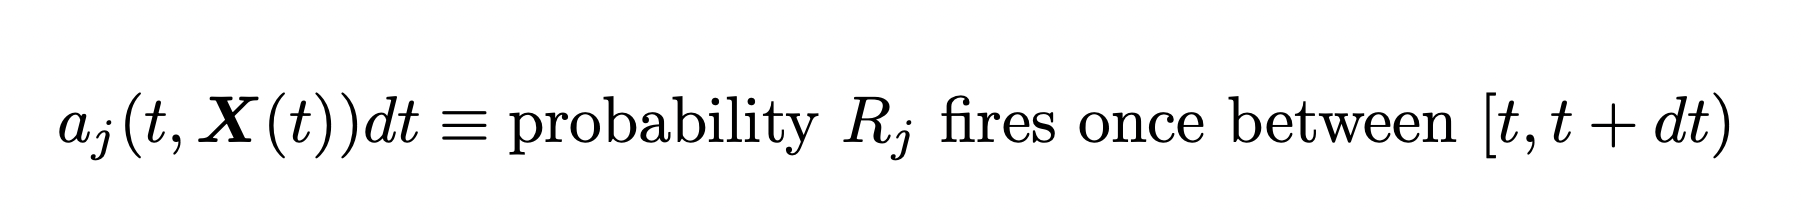 a_j(t, X(t))dt ≡ probability R_j fires once between [t, t + dt)